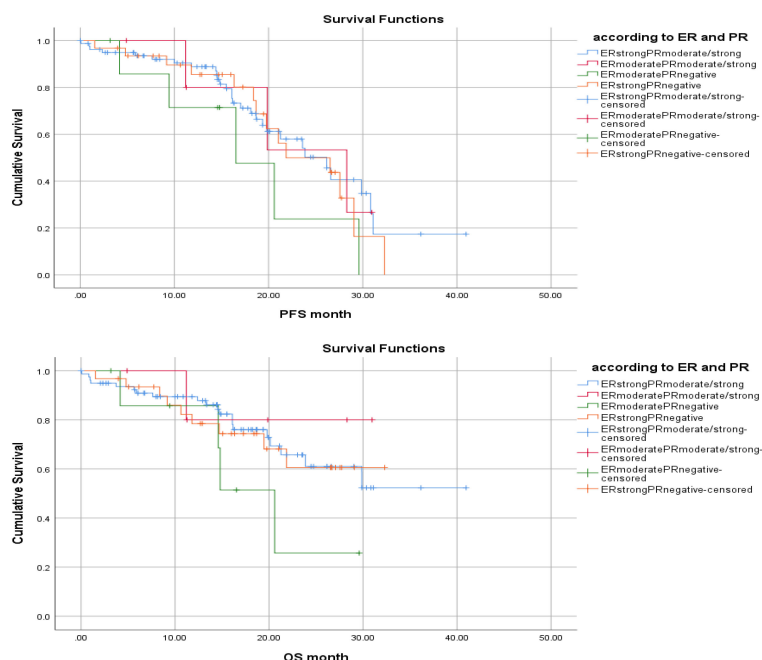 Survival Functions
according to ER and PR
ERstrongPRmoderate/strong
ERmoderatePRmoderate/strong
ERmoderatePRnegative
ERstrongPRnegative
ERstrongPRmoderate/strong-
censored
ERmoderatePRmoderate/strong-
censored
ERmoderatePRnegative-
censored
ERstrongPRnegative-censored
Cumulative Survival
1.0
0.8
0.6
0.4
0.2
0.0
.00 10.00 20.00 30.00 40.00 50.00
PFS month
Survival Functions
according to ER and PR
ERstrongPRmoderate/strong
ERmoderatePRmoderate/strong
ERmoderatePRnegative
ERstrongPRnegative
ERstrongPRmoderate/strong-
censored
ERmoderatePRmoderate/strong-
censored
ERmoderatePRnegative-
censored
ERstrongPRnegative-censored
Cumulative Survival
1.0
0.8
0.6
0.4
0.2
0.0
.00 10.00 20.00 30.00 40.00 50.00
OS month